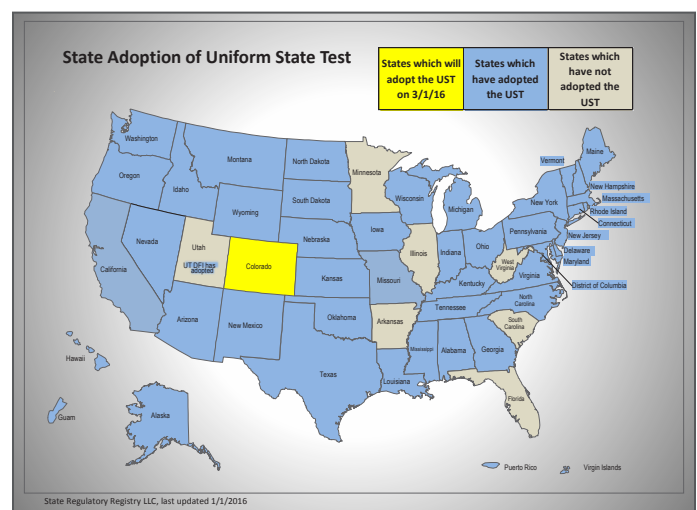 State Adoption of Uniform State Test
States which will
adopt the UST
on 3/1/16
States which
have adopted
the UST
States which
have not
adopted the
UST
Washington
Oregon
Idaho
Montana
North Dakota
South Dakota
Minnesota
Wisconsin
Michigan
Vermont
Maine
New Hampshire
Massachusetts
Rhode Island
Connecticut
New York
Pennsylvania
New Jersey
Delaware
Maryland
District of Columbia
Wyoming
Nebraska
Iowa
Illinois
Indiana
Ohio
West
Virginia
Virginia
California
Nevada
Utah
UT DFI has
adopted
Colorado
Kansas
Missouri
Kentucky
North
Carolina
Tennessee
South
Carolina
Arizona
New Mexico
Oklahoma
Arkansas
Mississippi
Alabama
Georgia
Texas
Louisiana
Florida
Hawaii
Guam
Alaska
Puerto Rico
Virgin Islands
State Regulatory Registry LLC, last updated 1/1/2016